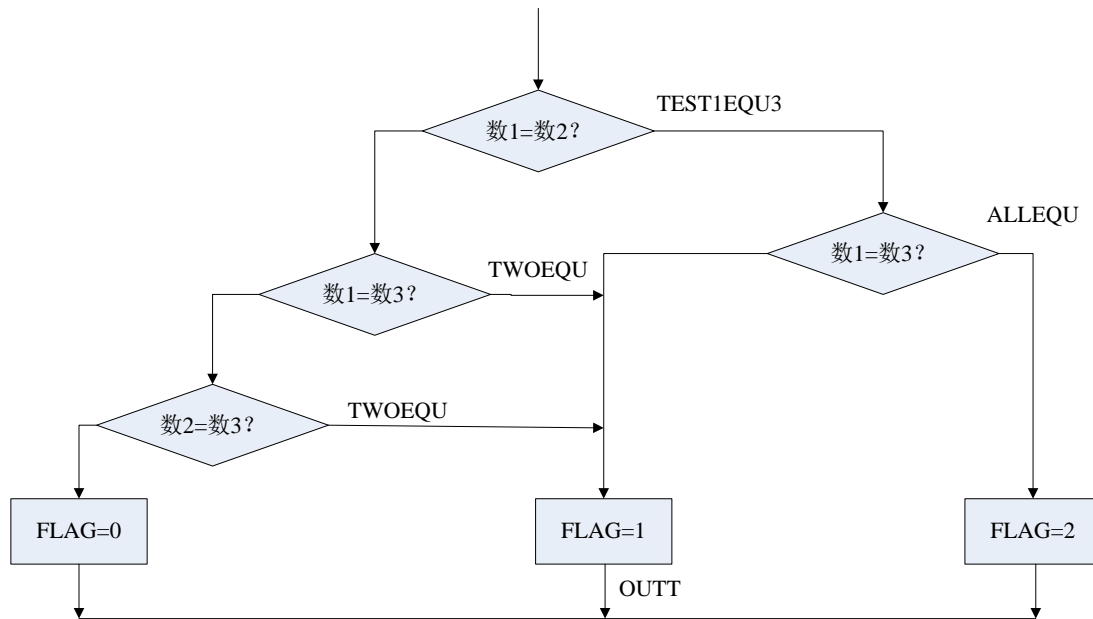 TEST1EQU3
数1=数2?
ALLEQU
数1=数3?
TWOEQU
数1=数3?
TWOEQU
数2=数3?
FLAG=0
FLAG=1
FLAG=2
OUTT